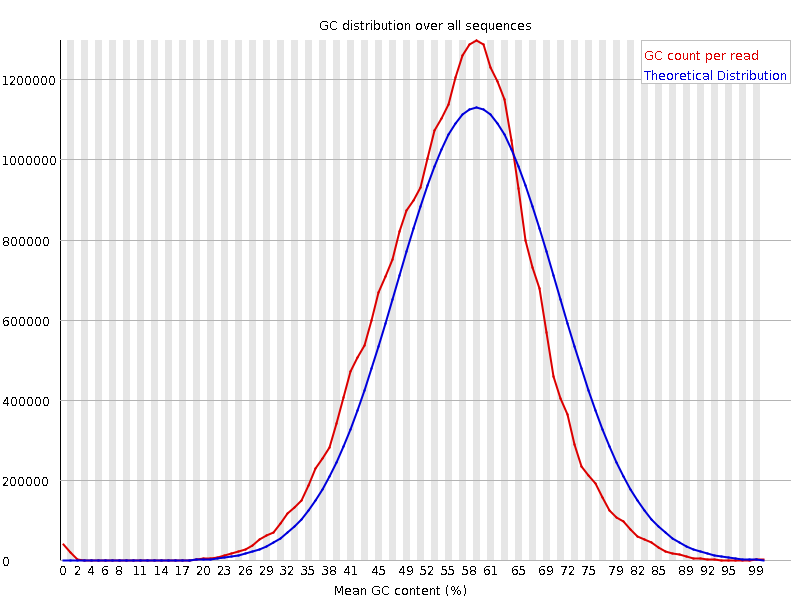 GC distribution over all sequences
GC count per read
Theoretical Distribution
1200000
1000000
800000
600000
400000
200000
0
0 2 4 6 8 11 14 17 20 23 26 29 32 35 38 41 45 49 52 55 58 61 65 69 72 75 79 82 85 89 92 95 99
Mean GC content (%)